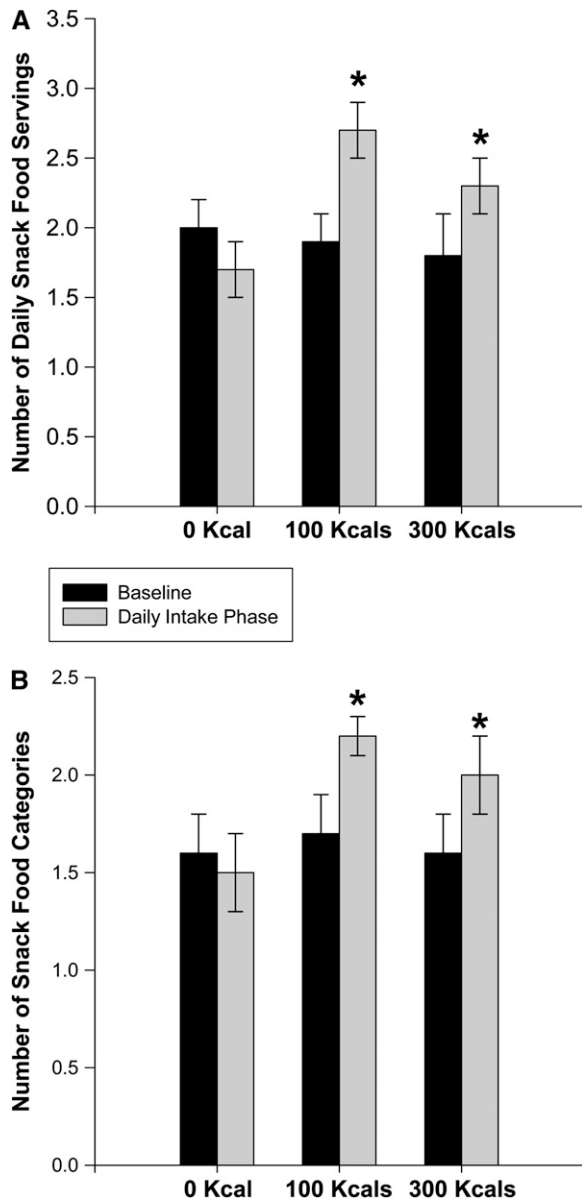 A
Number of Daily Snack Food Servings
3.5
3.0
2.5
2.0
1.5
1.0
0.5
0.0
*
*
0 Kcal 100 Kcals 300 Kcals
Baseline
Daily Intake Phase
B
Number of Snack Food Categories
2.5
2.0
1.5
1.0
0.5
0.0
*
*
0 Kcal 100 Kcals 300 Kcals